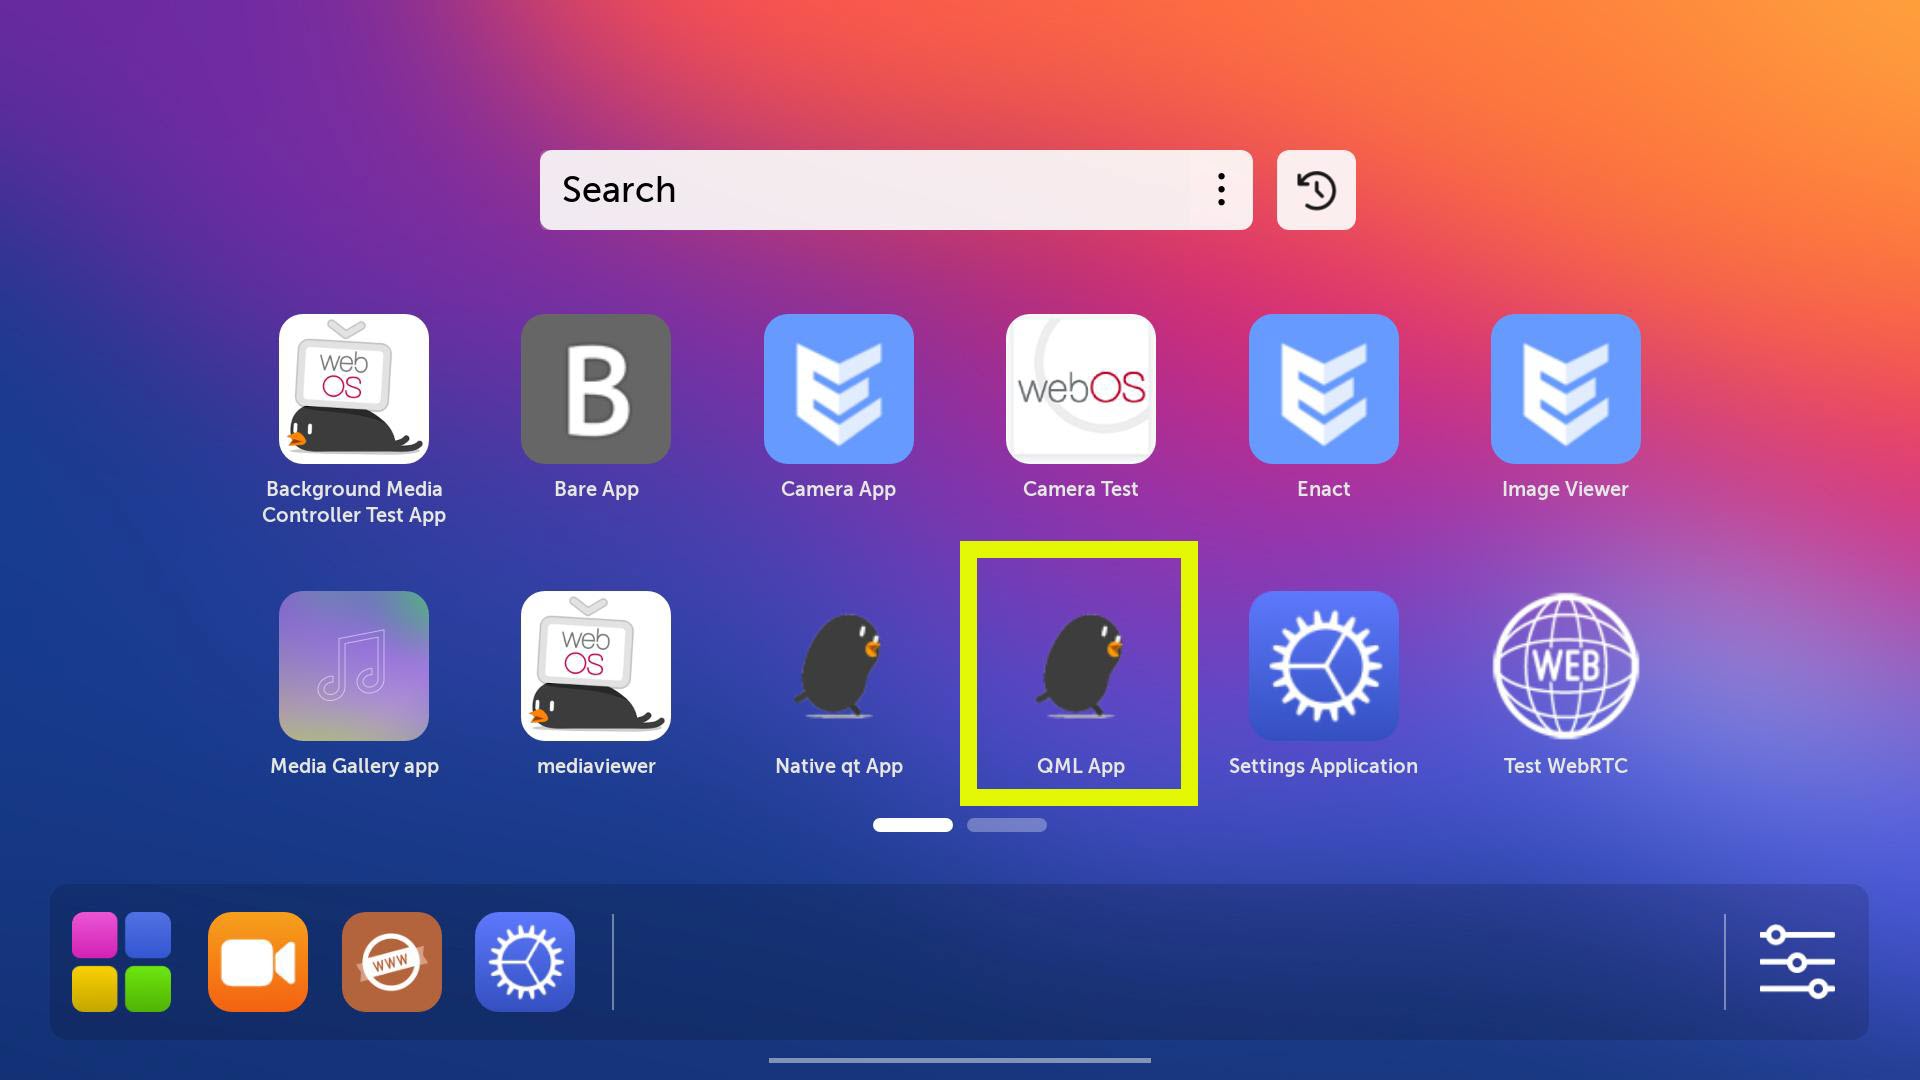 Search
web
OS
B
webOS
Background Media
Controller Test App
Bare App
Camera App
Camera Test
Enact
Image Viewer
web
OS
WEB
Media Gallery app
mediaviewer
Native qt App
QML App
Settings Application
Test WebRTC
WWW